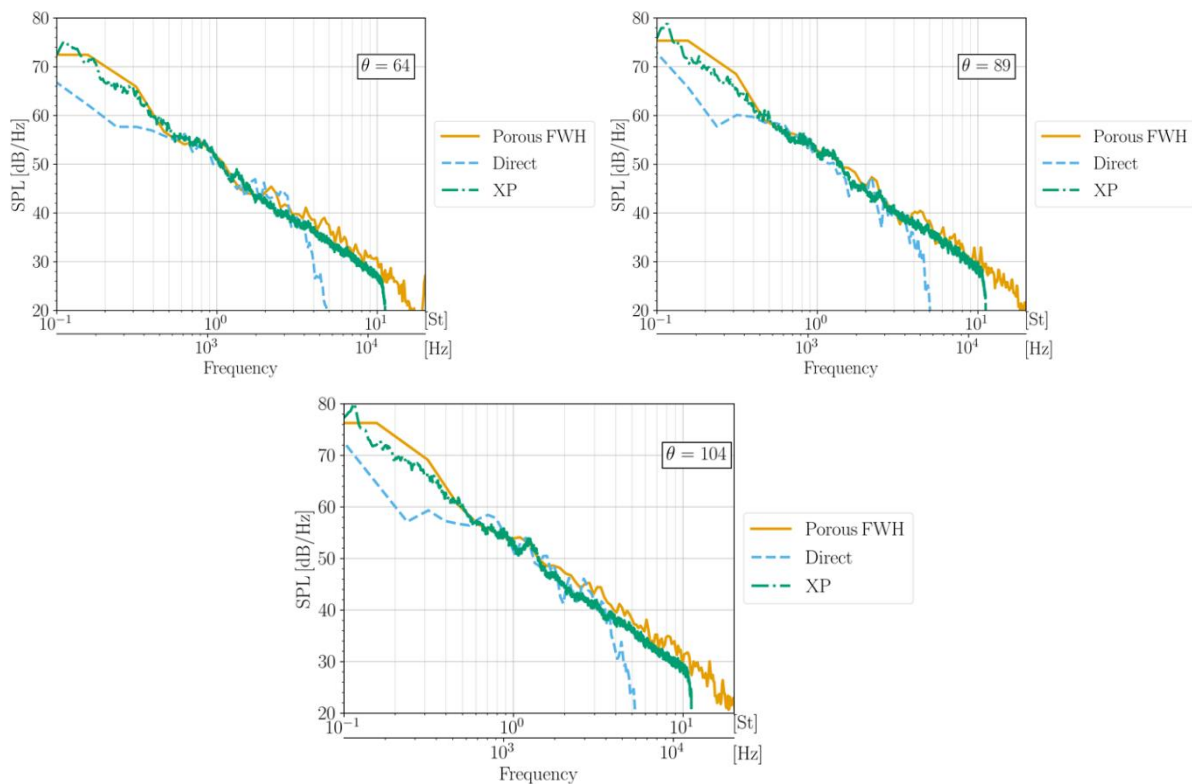 80
70
60
50
40
30
20
SPL [dB/Hz]
θ = 64
Porous FWH
Direct
XP
10⁻¹ 10⁰ 10¹ [St]
10³ 10⁴ [Hz]
Frequency
80
70
60
50
40
30
20
SPL [dB/Hz]
θ = 89
Porous FWH
Direct
XP
10⁻¹ 10⁰ 10¹ [St]
10³ 10⁴ [Hz]
Frequency
80
70
60
50
40
30
20
SPL [dB/Hz]
θ = 104
Porous FWH
Direct
XP
10⁻¹ 10⁰ 10¹ [St]
10³ 10⁴ [Hz]
Frequency